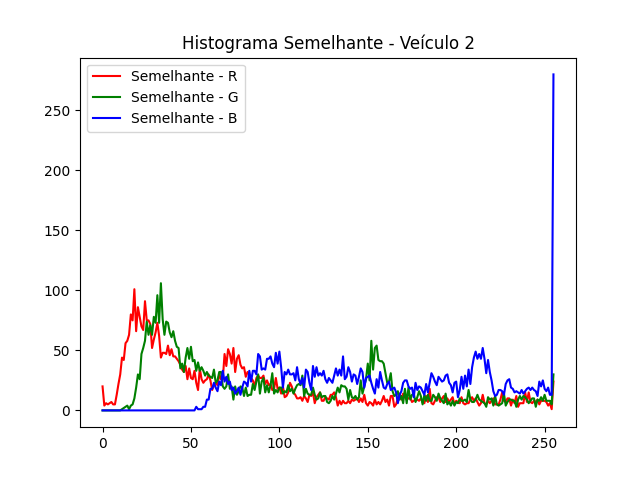 Histograma Semelhante - Veículo 2
Semelhante - R
Semelhante - G
Semelhante - B
250
200
150
100
50
0
0 50 100 150 200 250